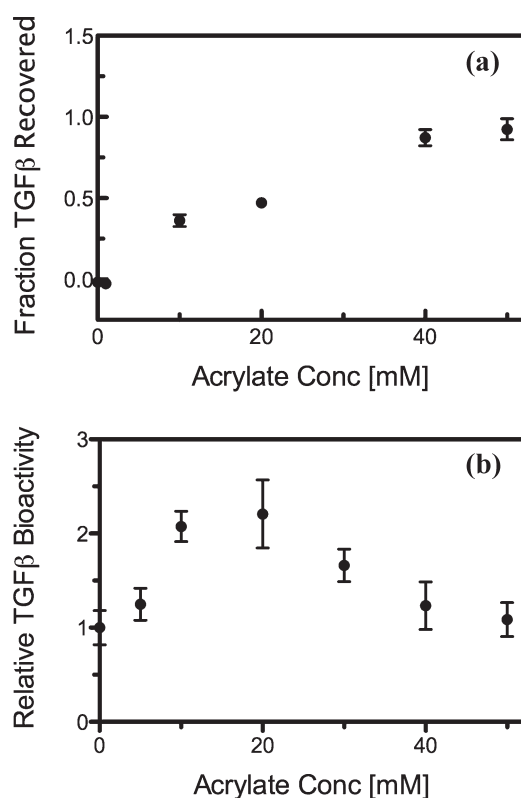 1.5
(a)
1.0
0.5
0.0
Fraction TGFβ Recovered
0
20
40
Acrylate Conc [mM]
3
(b)
2
1
0
Relative TGFβ Bioactivity
0
20
40
Acrylate Conc [mM]